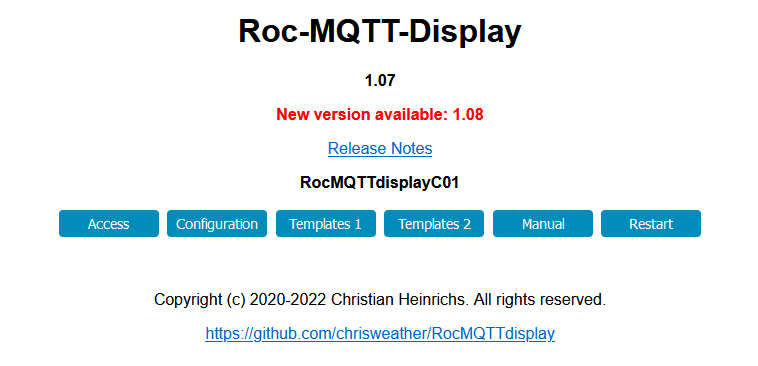 Roc-MQTT-Display
1.07
New version available: 1.08
Release Notes
RocMQTTdisplayC01
Access Configuration Templates 1 Templates 2 Manual Restart
Copyright (c) 2020-2022 Christian Heinrichs. All rights reserved.
https://github.com/chrisweather/RocMQTTdisplay